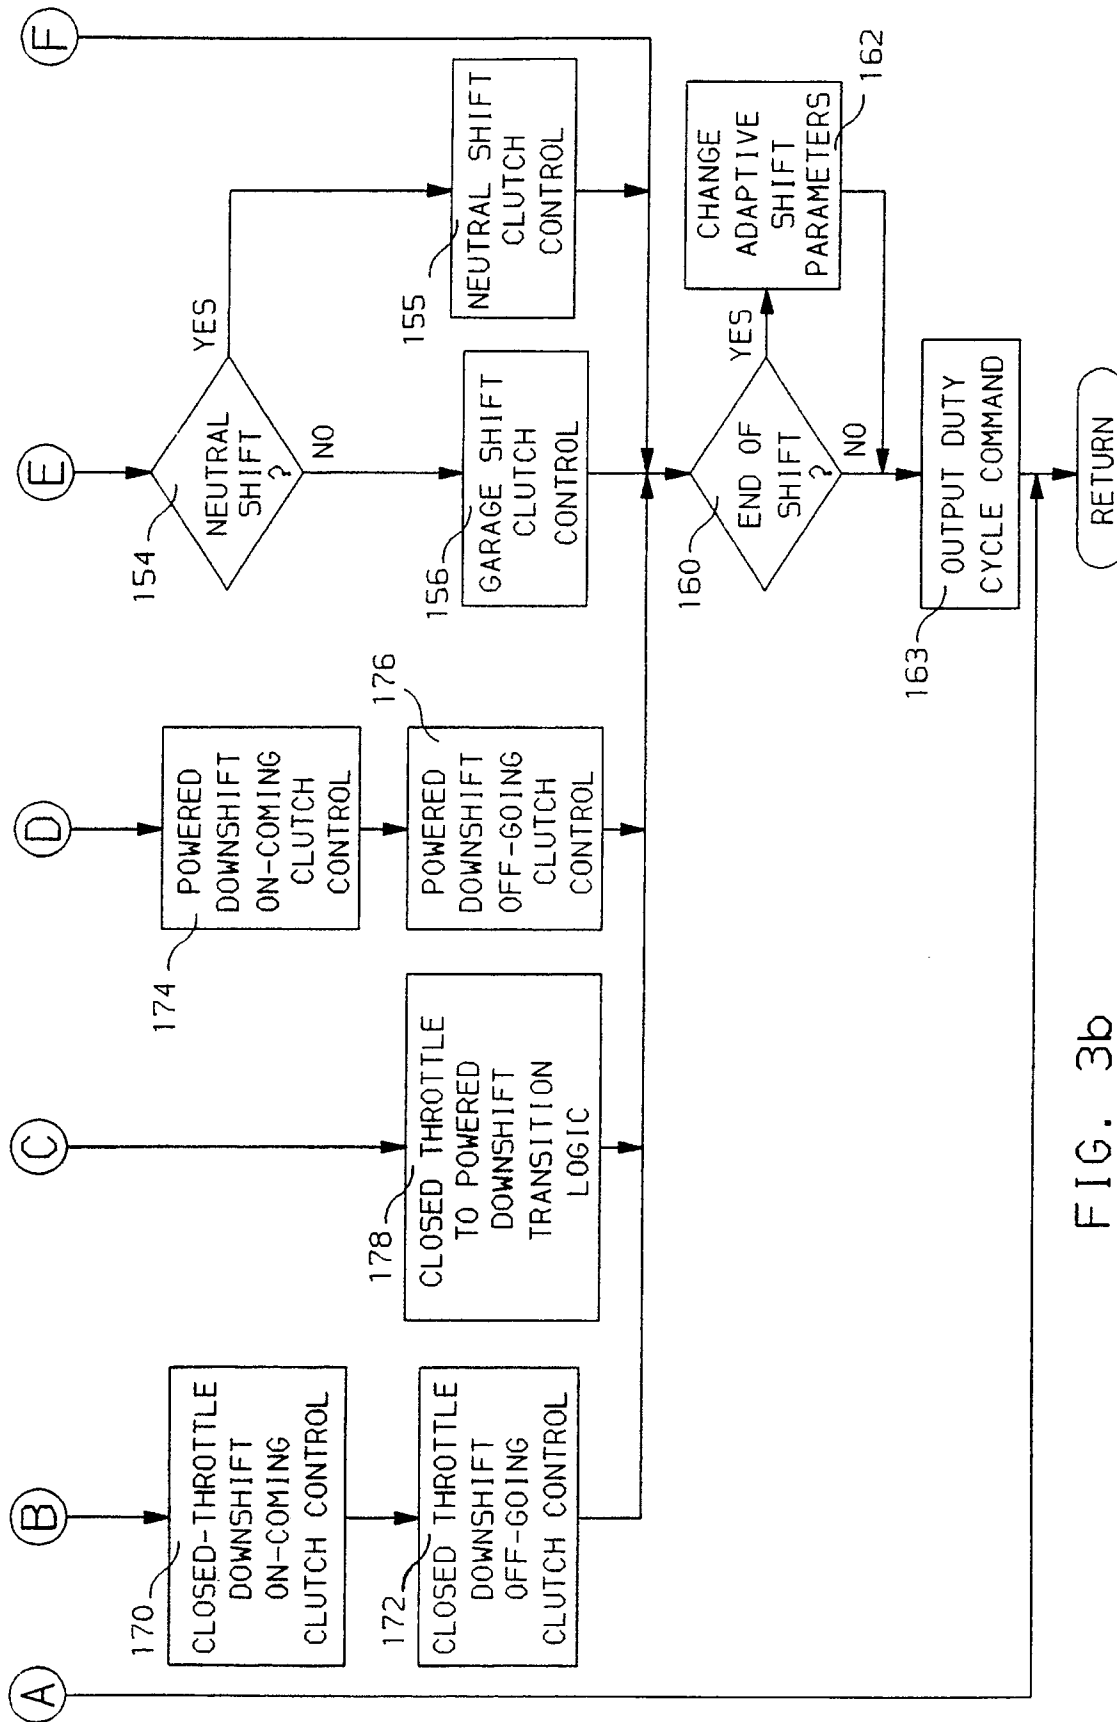 A
B
C
D
E
F
170
CLOSED-THROTTLE
DOWNSHIFT
ON-COMING
CLUTCH CONTROL
172
CLOSED THROTTLE
DOWNSHIFT
OFF-GOING
CLUTCH CONTROL
178
CLOSED THROTTLE
TO POWERED
DOWNSHIFT
TRANSITION
LOGIC
174
POWERED
DOWNSHIFT
ON-COMING
CLUTCH
CONTROL
176
POWERED
DOWNSHIFT
OFF-GOING
CLUTCH
CONTROL
154
NEUTRAL
SHIFT
?
YES
NO
156
GARAGE SHIFT
CLUTCH
CONTROL
155
NEUTRAL SHIFT
CLUTCH
CONTROL
160
END OF
SHIFT
?
YES
NO
CHANGE
ADAPTIVE
SHIFT
PARAMETERS
162
163
OUTPUT DUTY
CYCLE COMMAND
RETURN
FIG. 3b